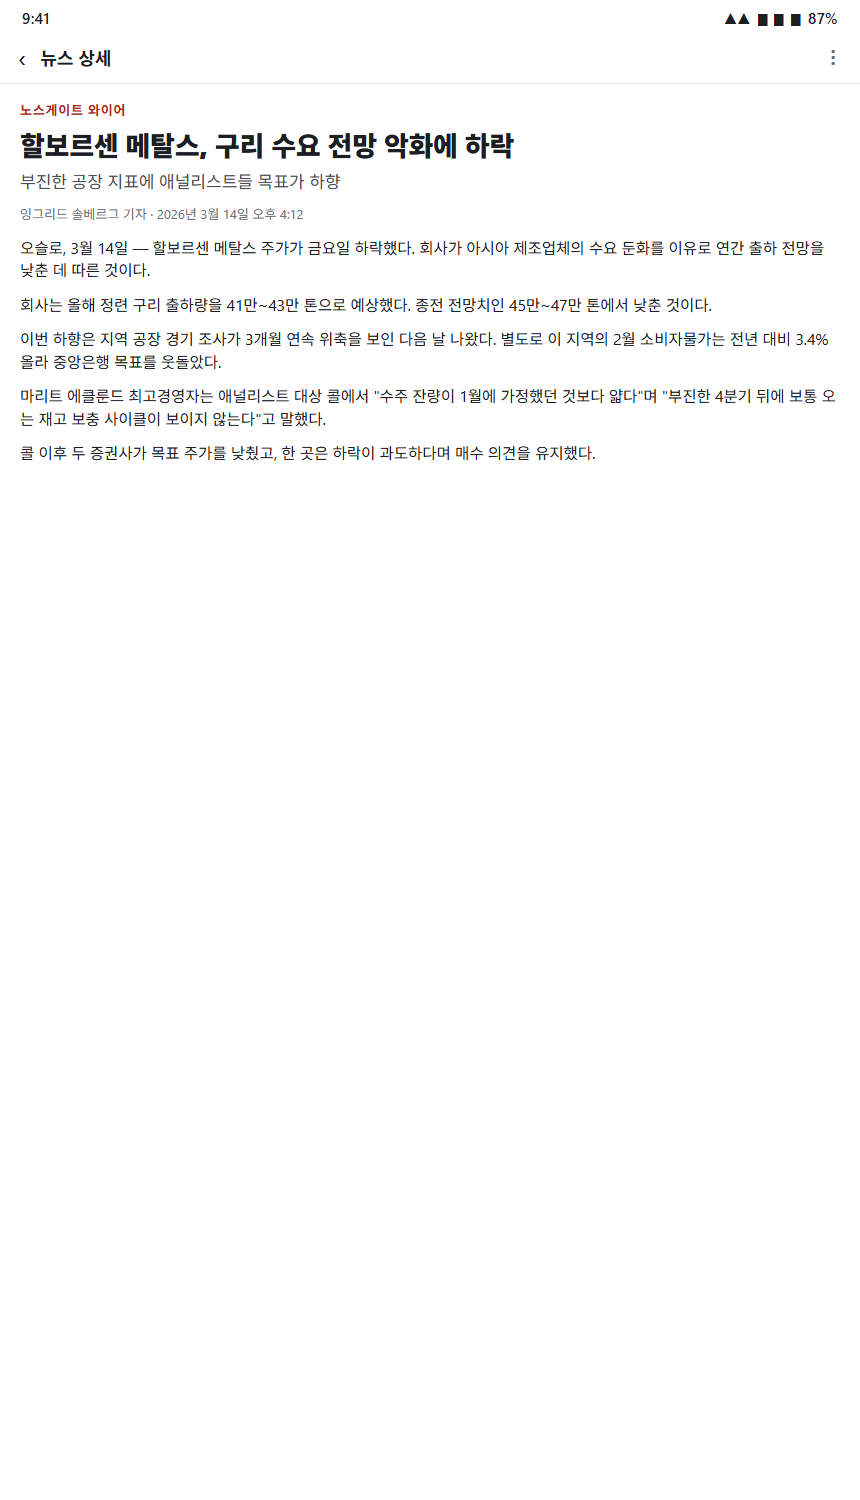 9:41
87%
뉴스 상세
노스게이트 와이어
할보르센 메탈스, 구리 수요 전망 악화에 하락
부진한 공장 지표에 애널리스트들 목표가 하향
잉그리드 솔베르그 기자 · 2026년 3월 14일 오후 4:12
오슬로, 3월 14일 — 할보르센 메탈스 주가가 금요일 하락했다. 회사가 아시아 제조업체의 수요 둔화를 이유로 연간 출하 전망을
낮춘 데 따른 것이다.
회사는 올해 정련 구리 출하량을 41만~43만 톤으로 예상했다. 종전 전망치인 45만~47만 톤에서 낮춘 것이다.
이번 하향은 지역 공장 경기 조사가 3개월 연속 위축을 보인 다음 날 나왔다. 별도로 이 지역의 2월 소비자물가는 전년 대비 3.4%
올라 중앙은행 목표를 웃돌았다.
마리트 에클룬드 최고경영자는 애널리스트 대상 콜에서 "수주 잔량이 1월에 가정했던 것보다 얇다"며 "부진한 4분기 뒤에 보통 오
는 재고 보충 사이클이 보이지 않는다"고 말했다.
콜 이후 두 증권사가 목표 주가를 낮췄고, 한 곳은 하락이 과도하다며 매수 의견을 유지했다.